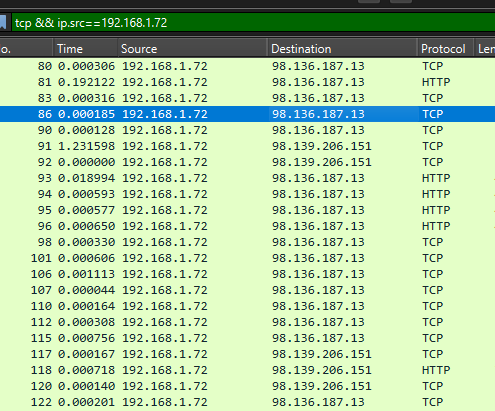 tcp && ip.src==192.168.1.72
o. Time Source Destination Protocol Len
80 0.000306 192.168.1.72 98.136.187.13 TCP
81 0.192122 192.168.1.72 98.136.187.13 HTTP
83 0.000316 192.168.1.72 98.136.187.13 TCP
86 0.000185 192.168.1.72 98.136.187.13 TCP
90 0.000128 192.168.1.72 98.136.187.13 TCP
91 1.231598 192.168.1.72 98.139.206.151 TCP
92 0.000000 192.168.1.72 98.139.206.151 TCP
93 0.018994 192.168.1.72 98.136.187.13 HTTP
94 0.000593 192.168.1.72 98.136.187.13 HTTP
95 0.000577 192.168.1.72 98.136.187.13 HTTP
96 0.000650 192.168.1.72 98.136.187.13 HTTP
98 0.000330 192.168.1.72 98.136.187.13 TCP
101 0.000606 192.168.1.72 98.136.187.13 TCP
106 0.001113 192.168.1.72 98.136.187.13 TCP
107 0.000044 192.168.1.72 98.136.187.13 TCP
110 0.000164 192.168.1.72 98.136.187.13 TCP
112 0.000308 192.168.1.72 98.136.187.13 TCP
115 0.000756 192.168.1.72 98.136.187.13 TCP
117 0.000167 192.168.1.72 98.139.206.151 TCP
118 0.000718 192.168.1.72 98.139.206.151 HTTP
120 0.000140 192.168.1.72 98.139.206.151 TCP
122 0.000201 192.168.1.72 98.136.187.13 TCP